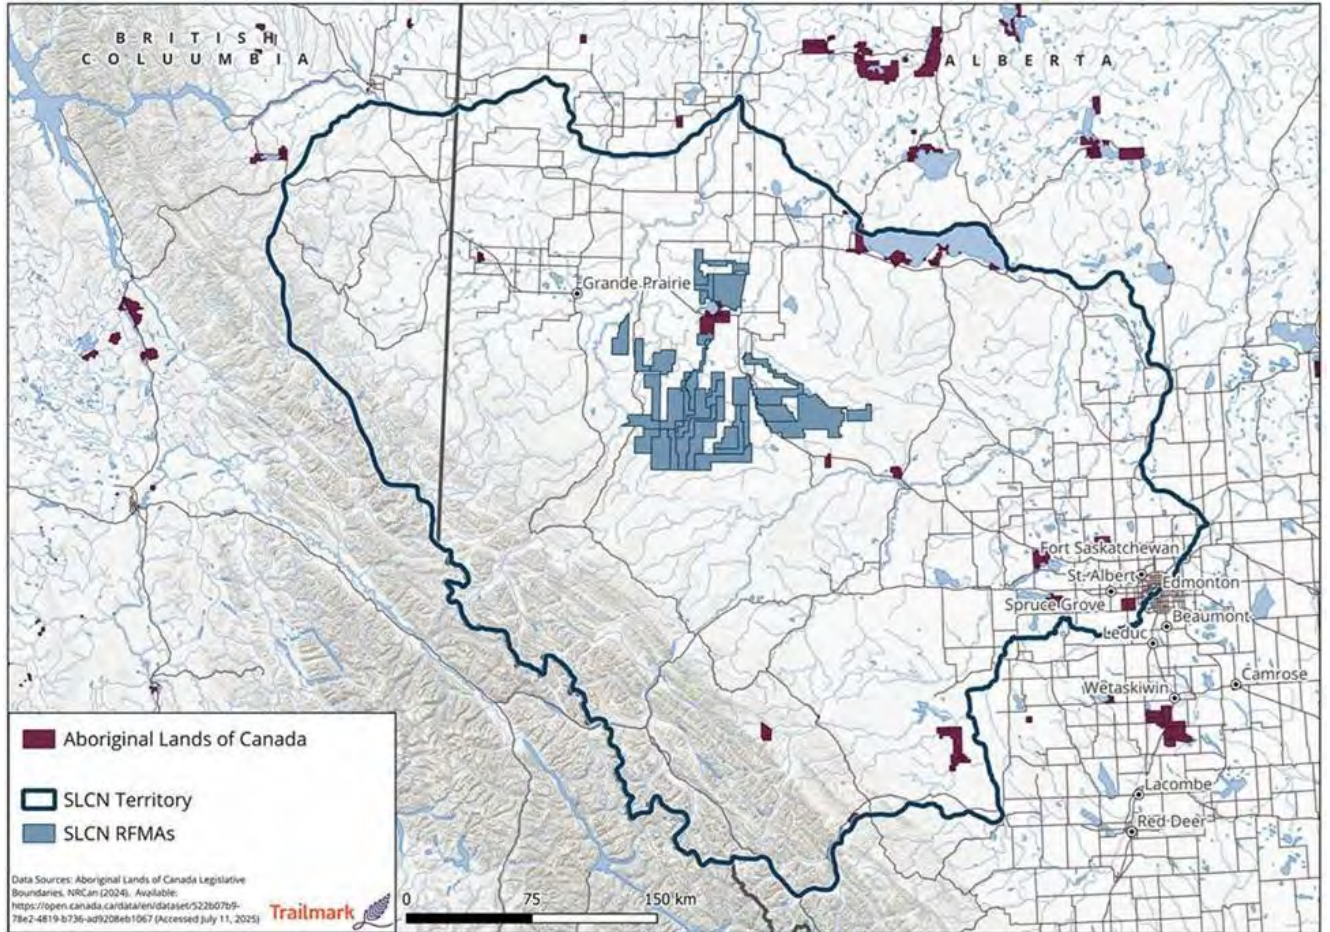 BRITISH
COLUUMBIA
ALBERTA
Grande Prairie
Fort Saskatchewan
St. Albert
Edmonton
Spruce Grove
Beaumont
Leduc
Camrose
Wetaskiwin
Lacombe
Red Deer
Aboriginal Lands of Canada
SLCN Territory
SLCN RFMAs
Data Sources: Aboriginal Lands of Canada Legislative
Boundaries, NRCan (2024). Available:
https://open.canada.ca/data/en/dataset/522b07b9-
78e2-4819-b736-ad9208eb1067 (Accessed July 11, 2025)
Trailmark
0 75 150 km